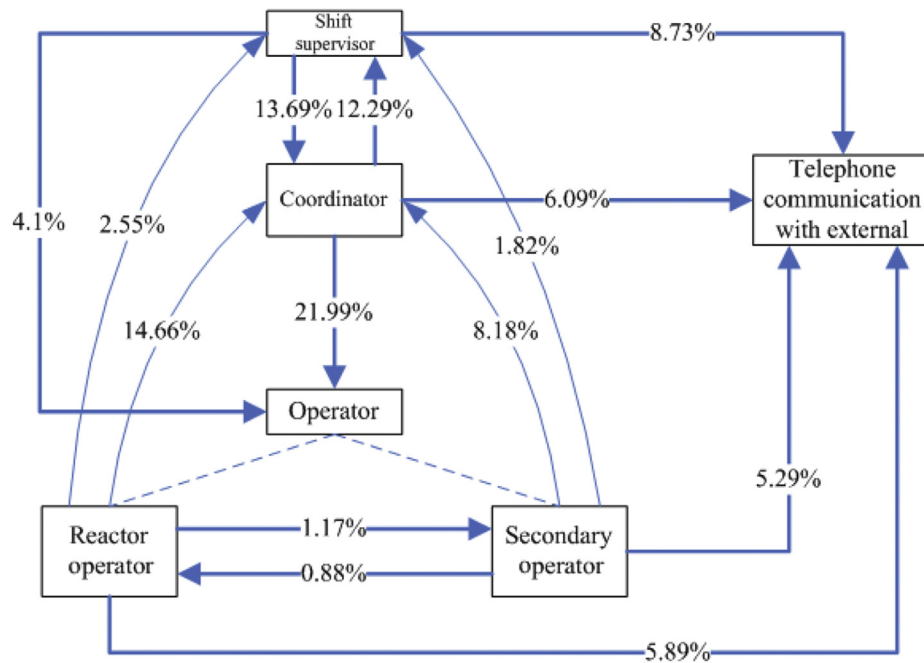 Shift
supervisor
8.73%
13.69%
12.29%
Telephone
communication
with external
Coordinator
6.09%
4.1%
2.55%
1.82%
21.99%
14.66%
8.18%
Operator
5.29%
Reactor
operator
1.17%
Secondary
operator
0.88%
5.89%